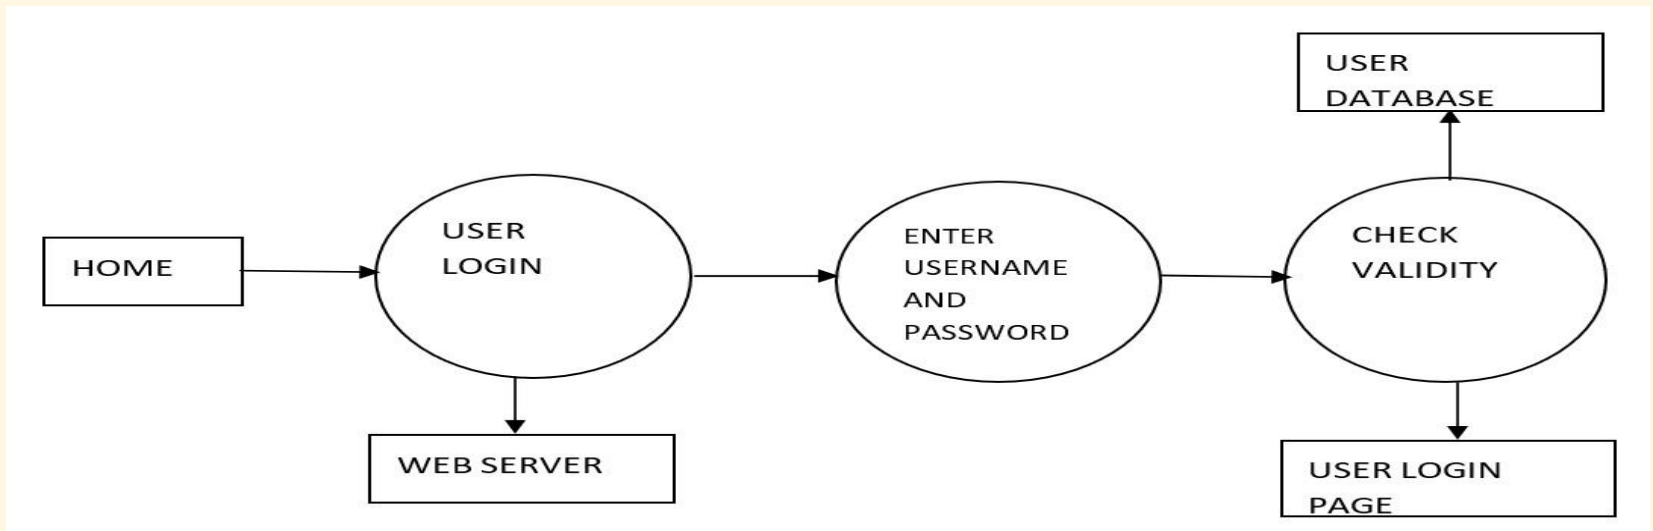 HOME
USER
LOGIN
WEB SERVER
ENTER
USERNAME
AND
PASSWORD
USER
DATABASE
CHECK
VALIDITY
USER LOGIN
PAGE